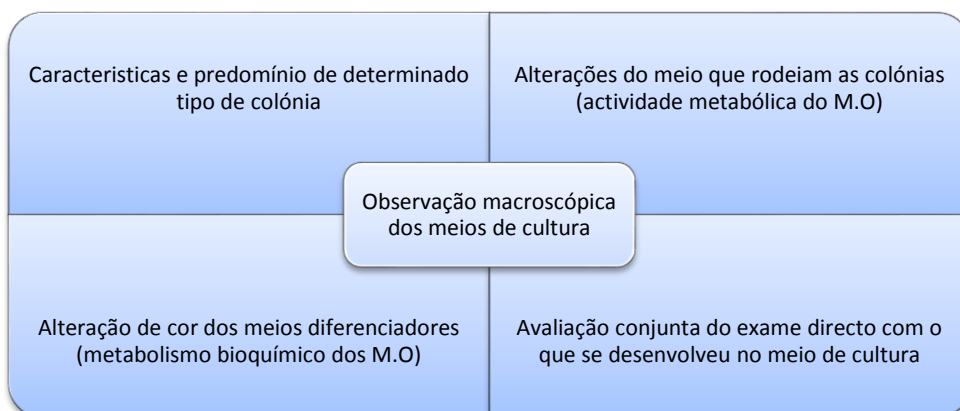 Caracteristicas e predomínio de determinado
tipo de colónia
Alterações do meio que rodeiam as colónias
(actividade metabólica do M.O)
Observação macroscópica
dos meios de cultura
Alteração de cor dos meios diferenciadores
(metabolismo bioquímico dos M.O)
Avaliação conjunta do exame directo com o
que se desenvolveu no meio de cultura